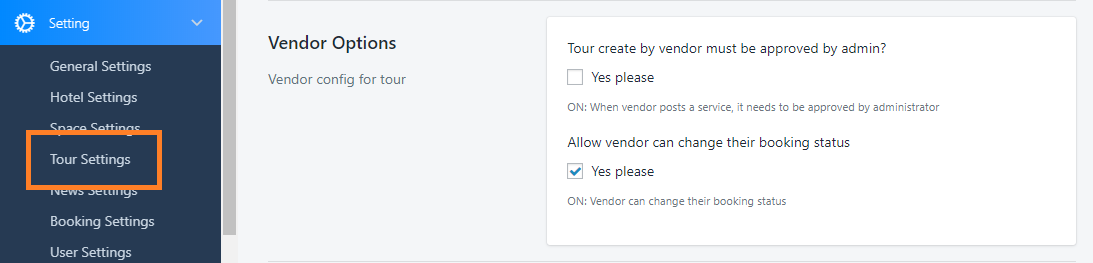 Setting
General Settings
Hotel Settings
Space Settings
Tour Settings
News Settings
Booking Settings
User Settings
Vendor Options
Vendor config for tour
Tour create by vendor must be approved by admin?
Yes please
ON: When vendor posts a service, it needs to be approved by administrator
Allow vendor can change their booking status
Yes please
ON: Vendor can change their booking status